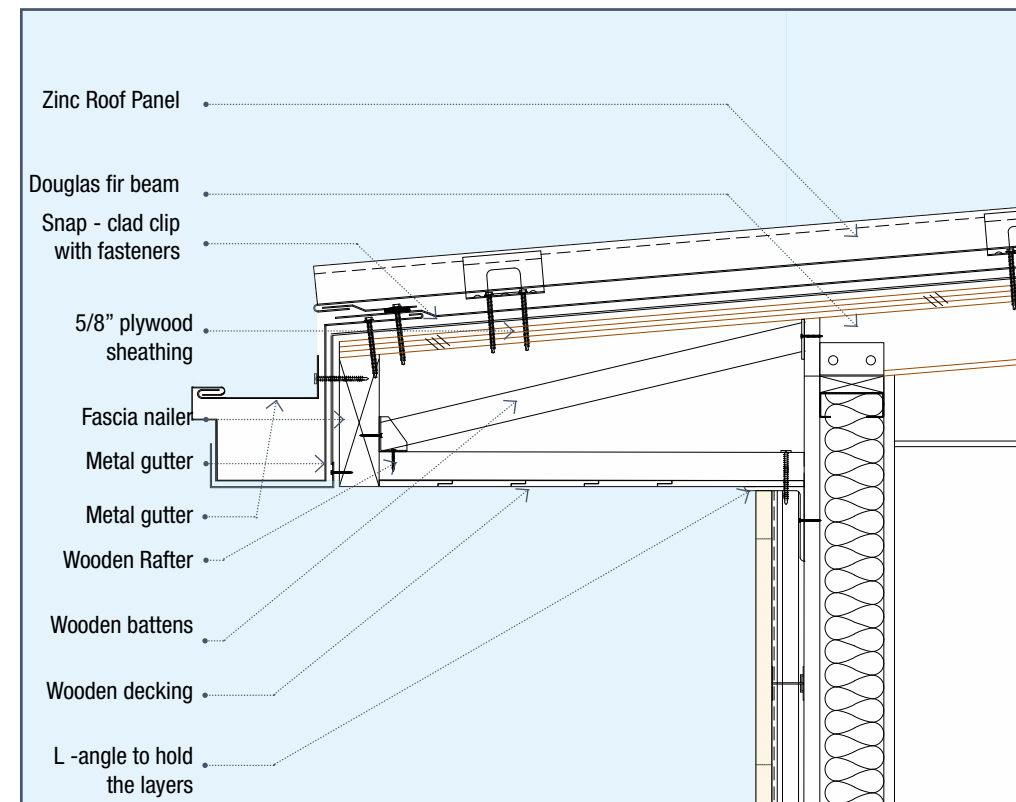 Zinc Roof Panel
Douglas fir beam
Snap - clad clip
with fasteners
5/8” plywood
sheathing
Fascia nailer
Metal gutter
Metal gutter
Wooden Rafter
Wooden battens
Wooden decking
L -angle to hold
the layers